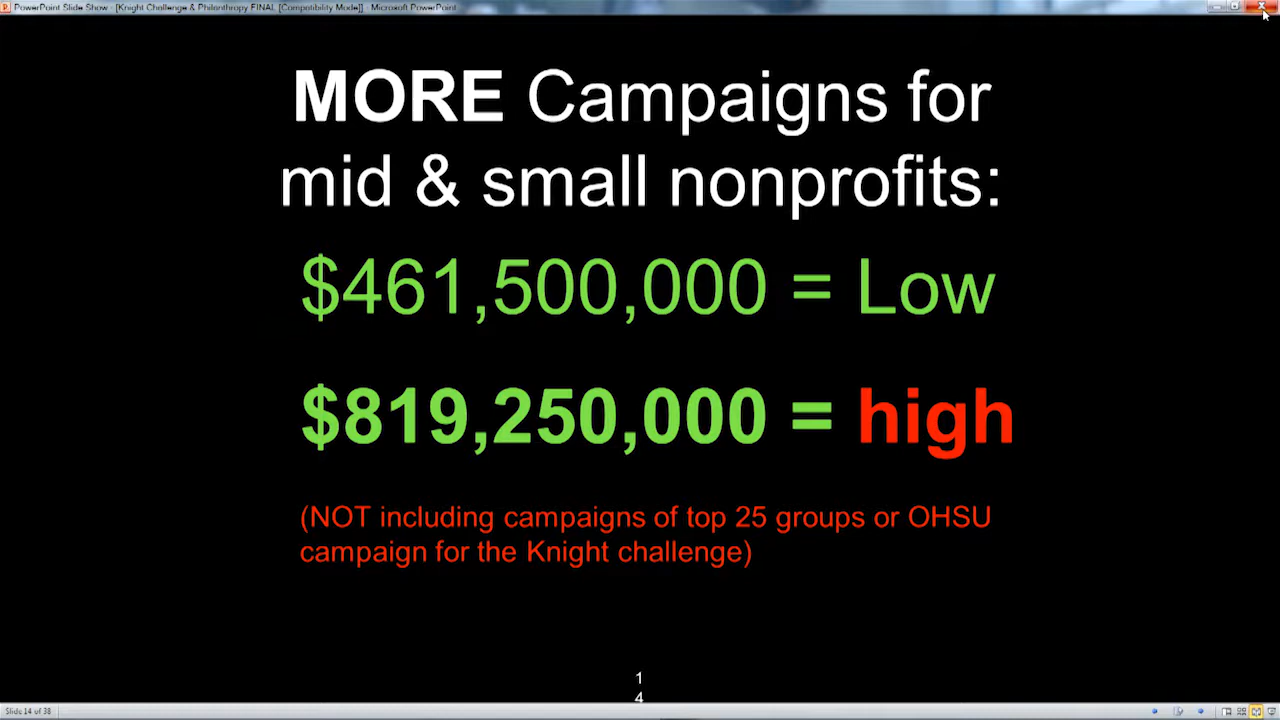 PowerPoint Slide Show - [Knight Challenge & Philanthropy FINAL [Compatibility Mode]] - Microsoft PowerPoint
MORE Campaigns for
mid & small nonprofits:
$461,500,000 = Low
$819,250,000 = high
(NOT including campaigns of top 25 groups or OHSU
campaign for the Knight challenge)
1
4
Slide 14 of 38